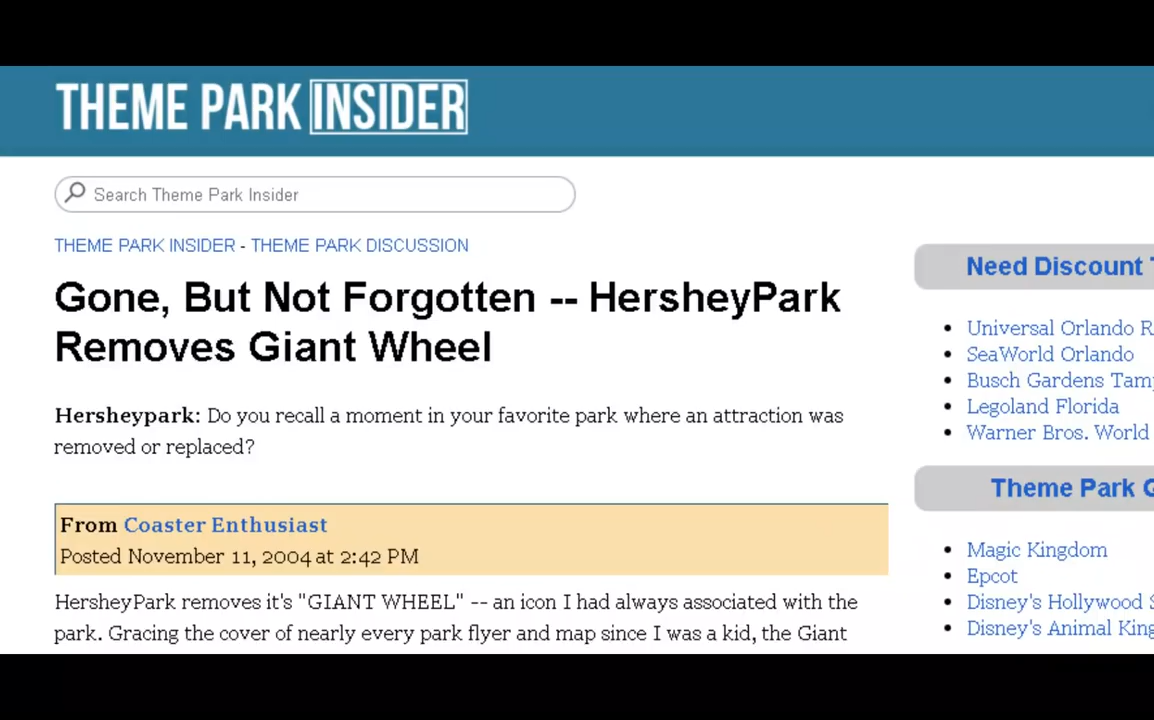 THEME PARK INSIDER
Search Theme Park Insider
THEME PARK INSIDER - THEME PARK DISCUSSION
Gone, But Not Forgotten -- HersheyPark
Removes Giant Wheel
Hersheypark: Do you recall a moment in your favorite park where an attraction was
removed or replaced?
From Coaster Enthusiast
Posted November 11, 2004 at 2:42 PM
HersheyPark removes it's "GIANT WHEEL" -- an icon I had always associated with the
park. Gracing the cover of nearly every park flyer and map since I was a kid, the Giant
Need Discount
Universal Orlando
SeaWorld Orlando
Busch Gardens
Legoland Florida
Warner Bros. World
Theme Park
Magic Kingdom
Epcot
Disney's Hollywood
Disney's Animal